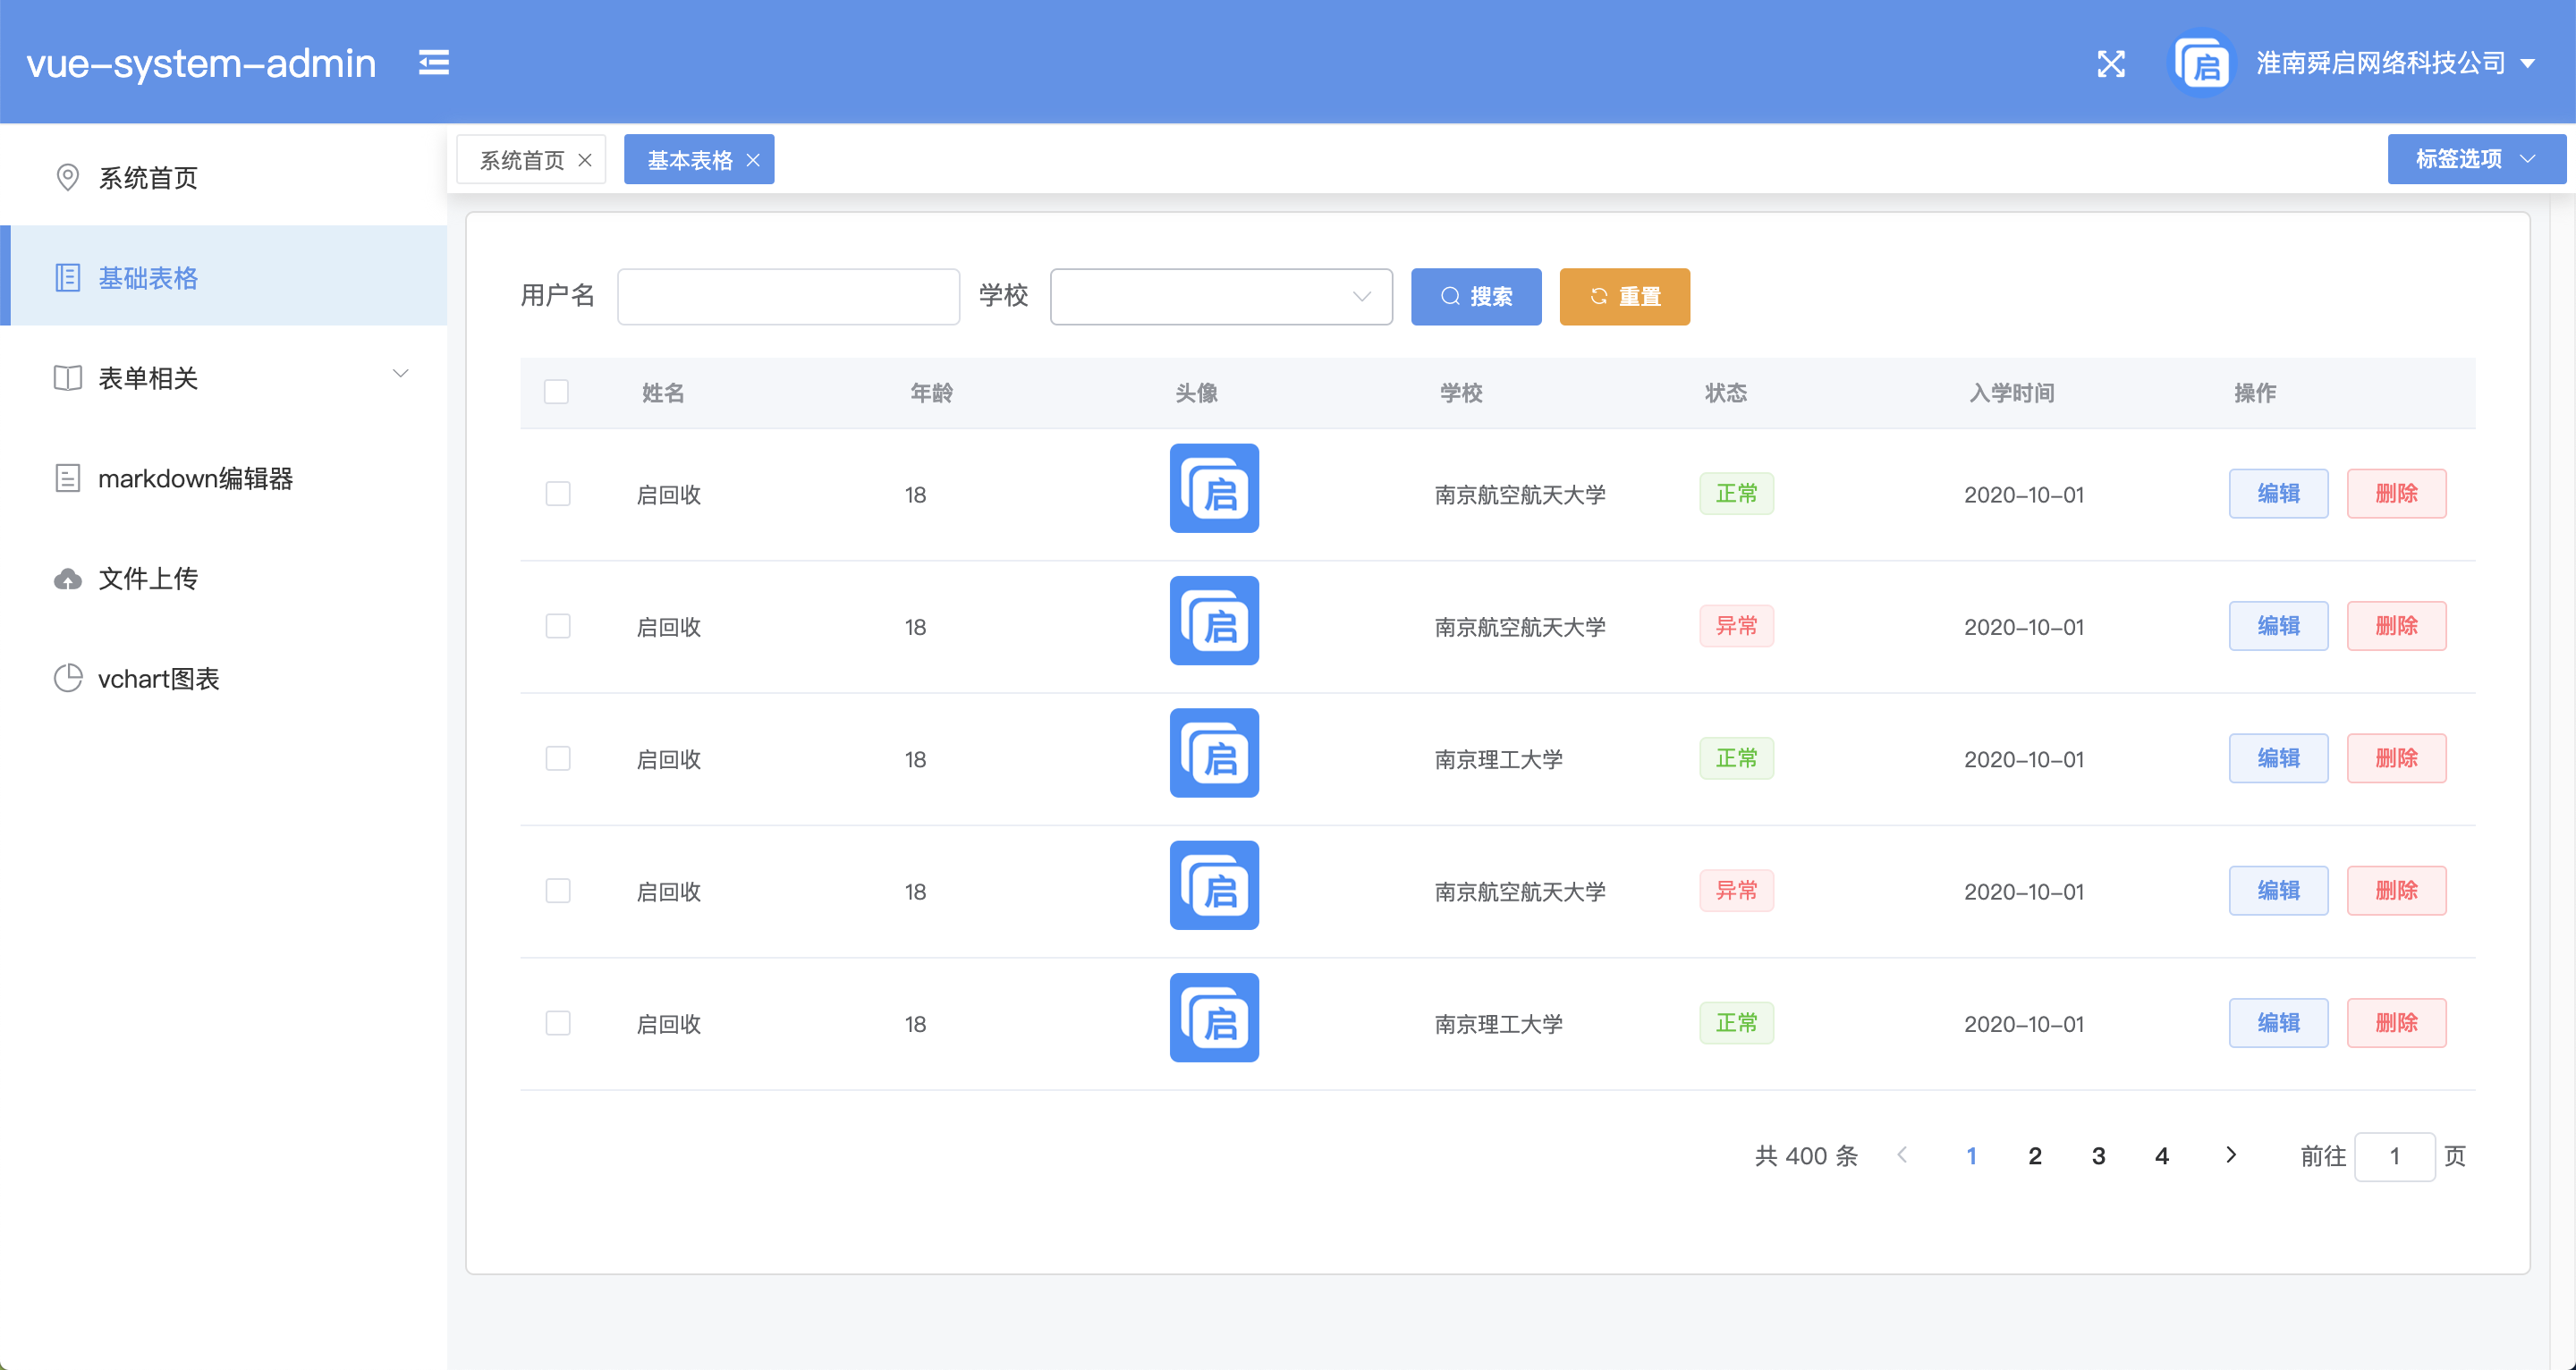 vue-system-admin
启 淮南舜启网络科技公司
系统首页
基础表格
表单相关
markdown编辑器
文件上传
vchart图表
系统首页 基本表格 标签选项
用户名 学校 搜索 重置
姓名 年龄 头像 学校 状态 入学时间 操作
启回收 18 启 南京航空航天大学 正常 2020-10-01 编辑 删除
启回收 18 启 南京航空航天大学 异常 2020-10-01 编辑 删除
启回收 18 启 南京理工大学 正常 2020-10-01 编辑 删除
启回收 18 启 南京航空航天大学 异常 2020-10-01 编辑 删除
启回收 18 启 南京理工大学 正常 2020-10-01 编辑 删除
共 400 条 1 2 3 4 前往 1 页